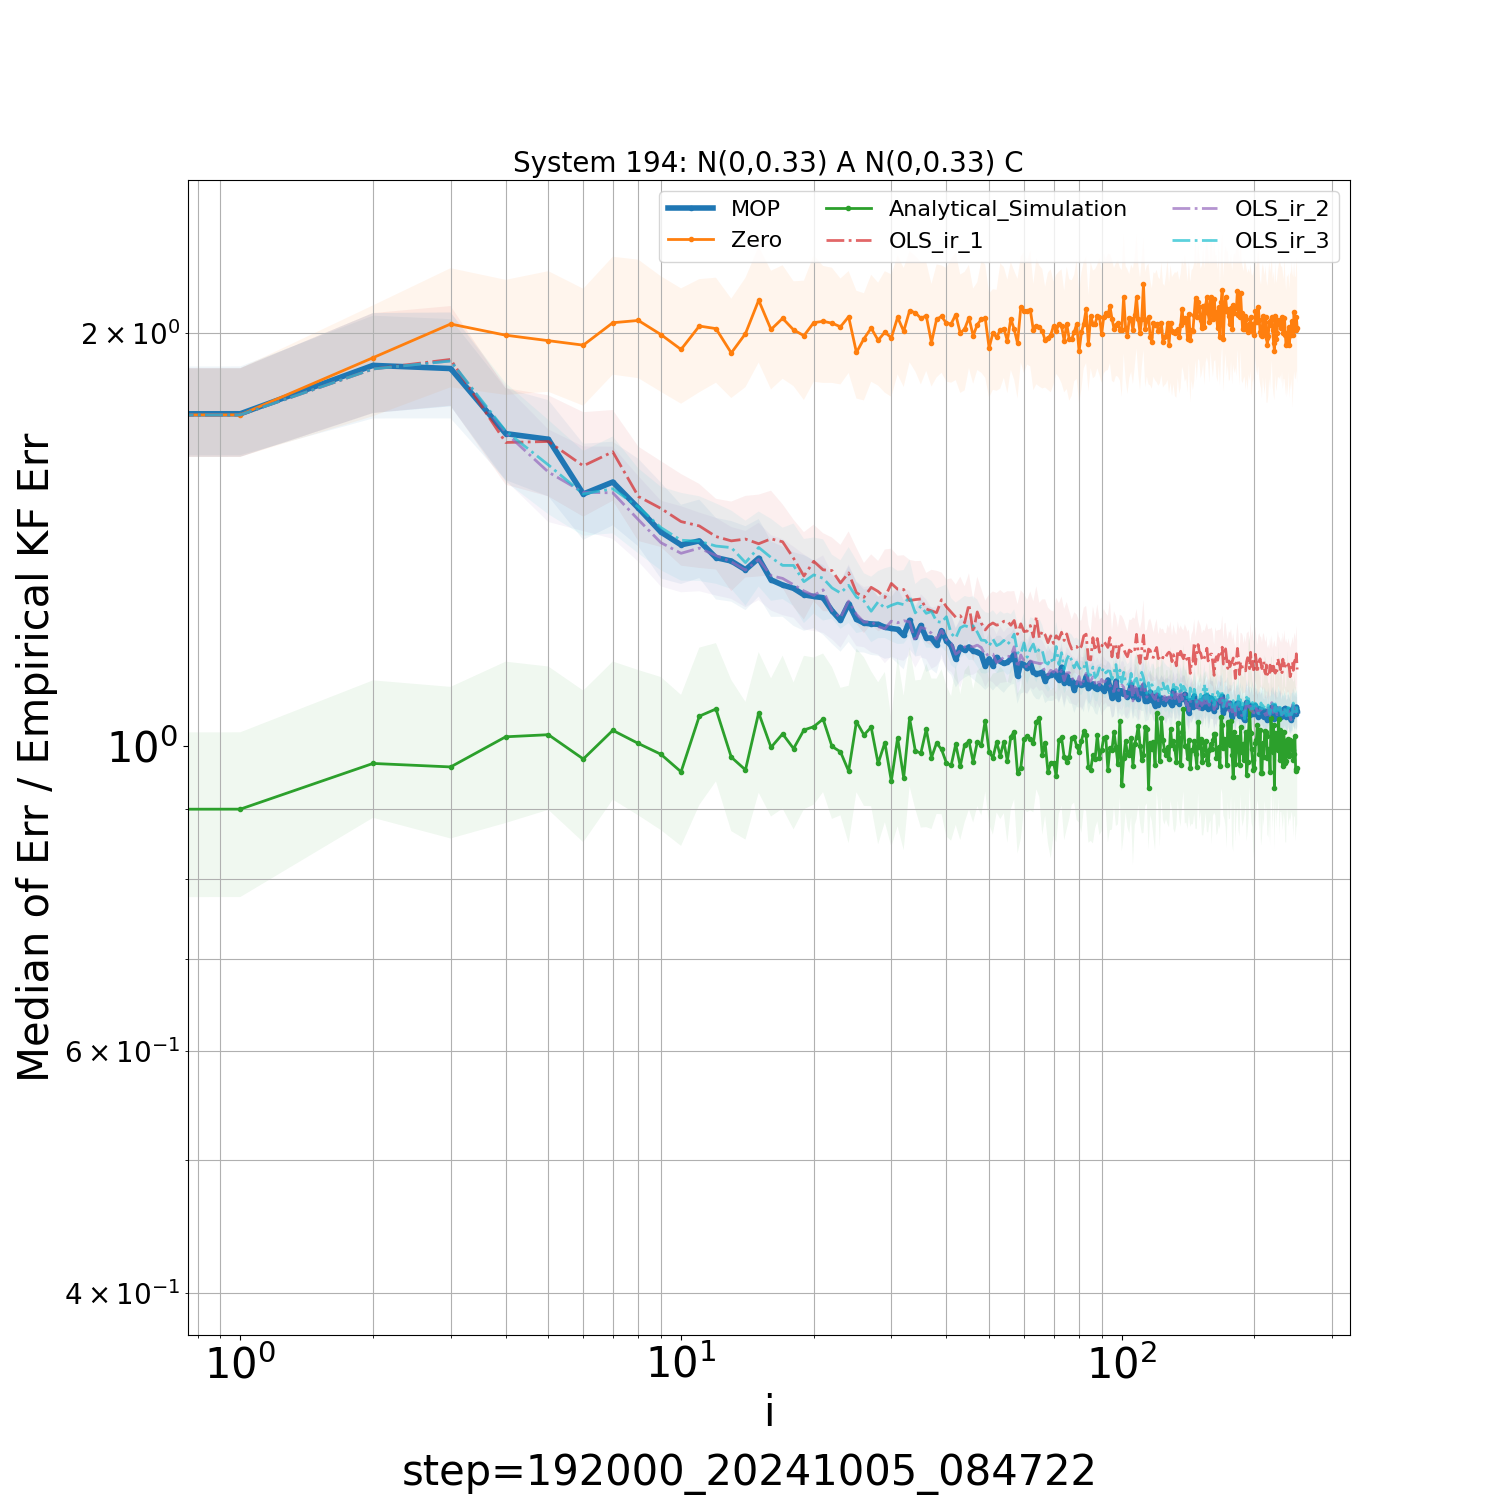 System 194: N(0,0.33) A N(0,0.33) C
MOP
Zero
Analytical_Simulation
OLS_ir_1
OLS_ir_2
OLS_ir_3
Median of Err / Empirical KF Err
2 × 10⁰
10⁰
6 × 10⁻¹
4 × 10⁻¹
10⁰ 10¹ 10²
i
step=192000_20241005_084722